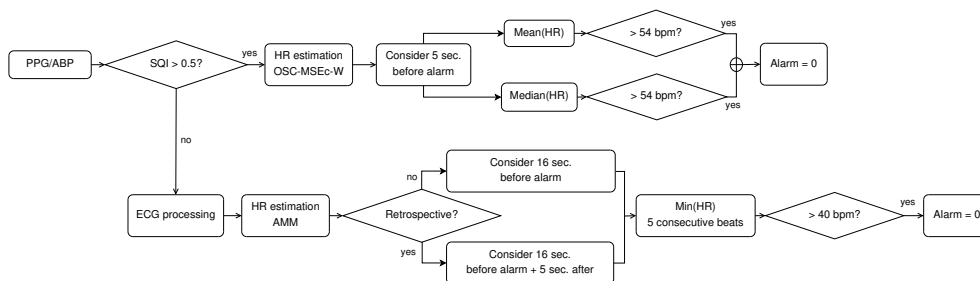 PPG/ABP
SQI > 0.5?
yes
HR estimation
OSC-MSEc-W
Consider 5 sec.
before alarm
Mean(HR)
> 54 bpm?
yes
Median(HR)
> 54 bpm?
yes
Alarm = 0
no
ECG processing
HR estimation
AMM
Retrospective?
no
Consider 16 sec.
before alarm
yes
Consider 16 sec.
before alarm + 5 sec. after
Min(HR)
5 consecutive beats
> 40 bpm?
yes
Alarm = 0